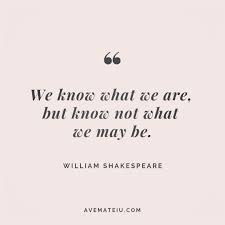 ❝
We know what we are,
but know not what
we may be.
WILLIAM SHAKESPEARE
AVEMATEIU.COM